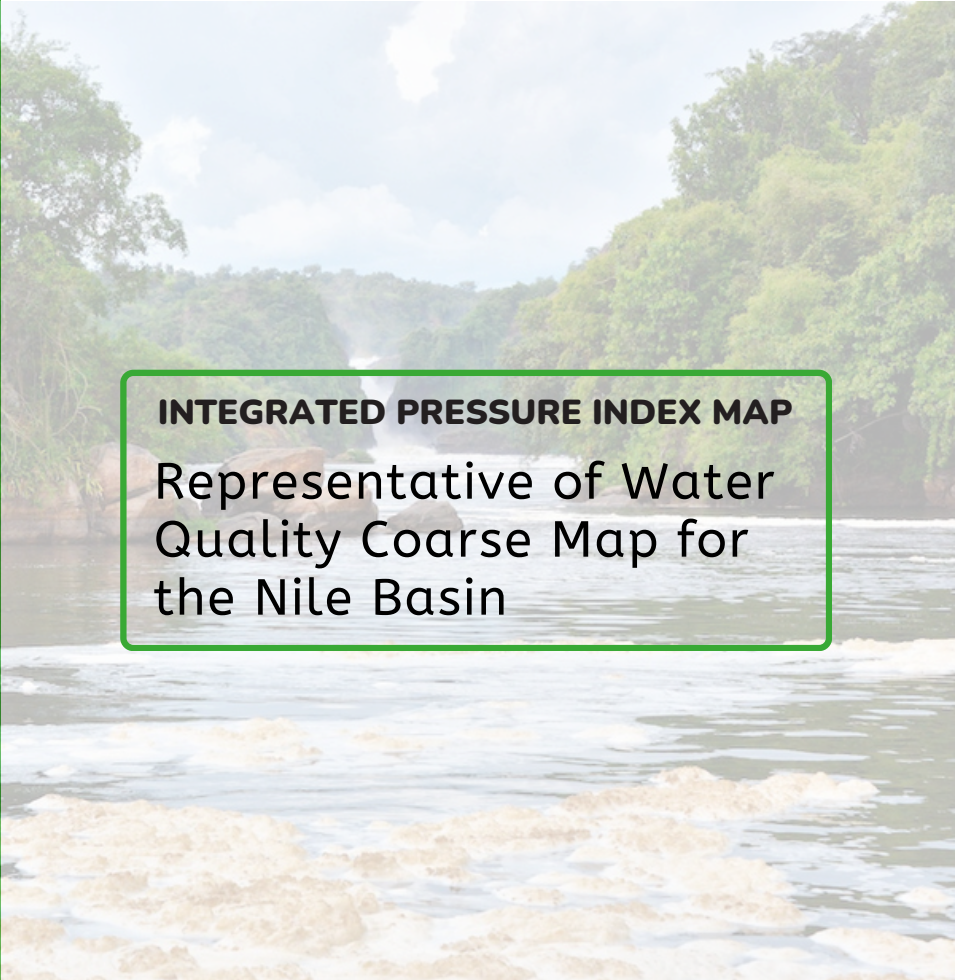 INTEGRATED PRESSURE INDEX MAP
Representative of Water
Quality Coarse Map for
the Nile Basin